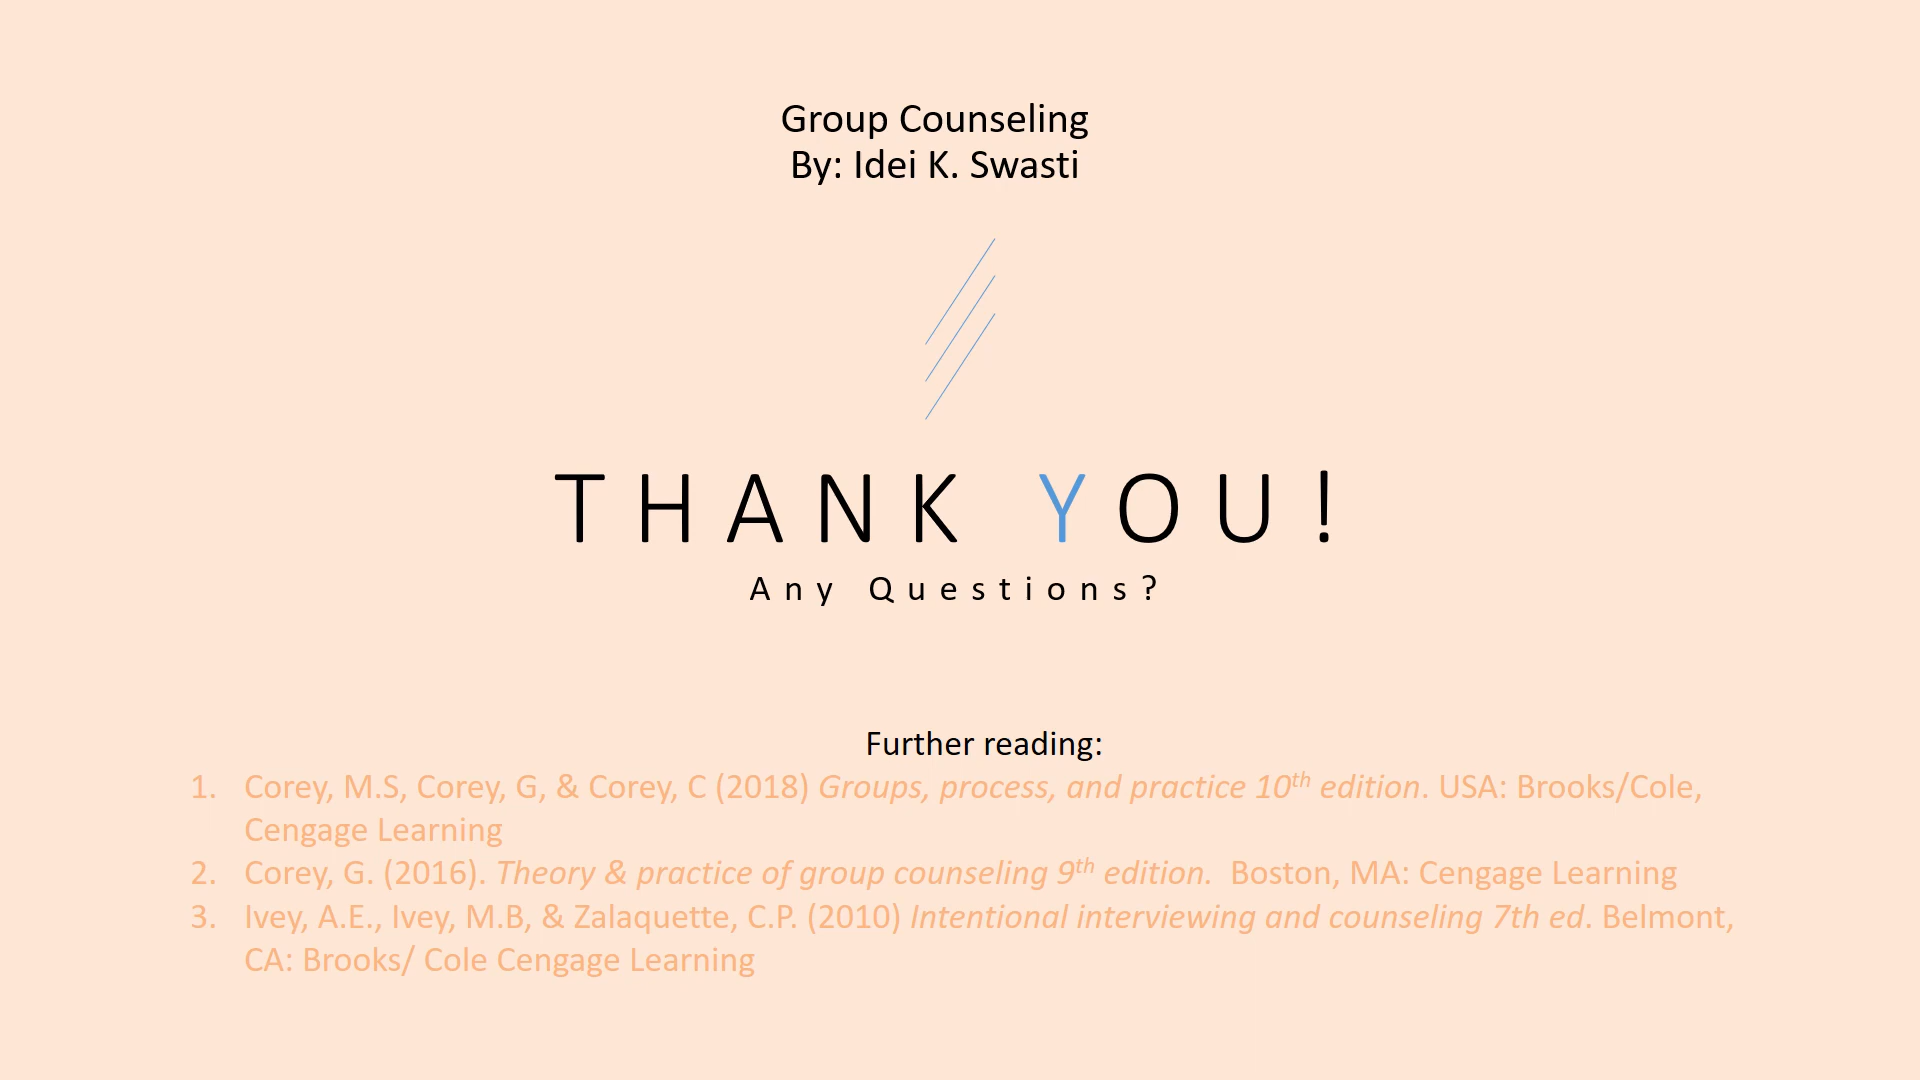 Group Counseling
By: Idei K. Swasti
THANK YOU!
Any Questions?
Further reading:
1. Corey, M.S, Corey, G, & Corey, C (2018) Groups, process, and practice 10th edition. USA: Brooks/Cole,
Cengage Learning
2. Corey, G. (2016). Theory & practice of group counseling 9th edition. Boston, MA: Cengage Learning
3. Ivey, A.E., Ivey, M.B, & Zalaquette, C.P. (2010) Intentional interviewing and counseling 7th ed. Belmont,
CA: Brooks/ Cole Cengage Learning